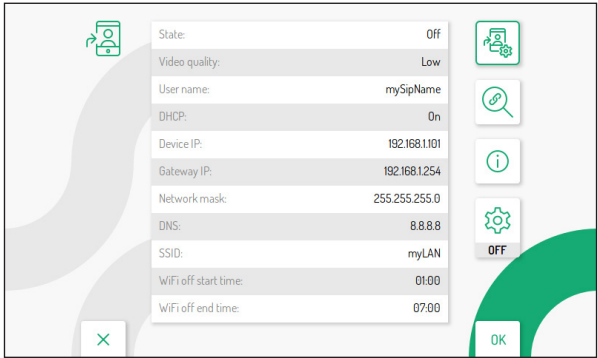 State: Off
Video quality: Low
User name: mySipName
DHCP: On
Device IP: 192.168.1.101
Gateway IP: 192.168.1.254
Network mask: 255.255.255.0
DNS: 8.8.8.8
SSID: myLAN
WiFi off start time: 01:00
WiFi off end time: 07:00
OFF
OK